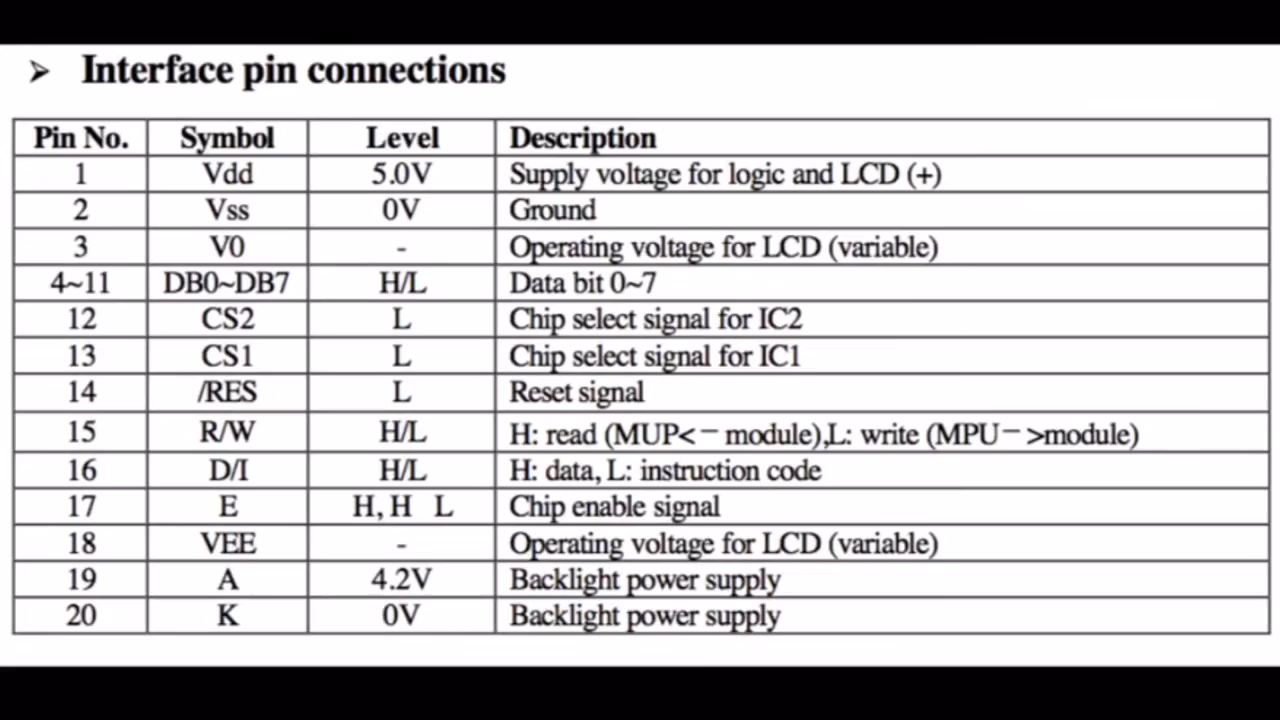 ➢ Interface pin connections
Pin No. Symbol Level Description
1 Vdd 5.0V Supply voltage for logic and LCD (+)
2 Vss 0V Ground
3 V0 - Operating voltage for LCD (variable)
4~11 DB0~DB7 H/L Data bit 0~7
12 CS2 L Chip select signal for IC2
13 CS1 L Chip select signal for IC1
14 /RES L Reset signal
15 R/W H/L H: read (MUP<− module),L: write (MPU− >module)
16 D/I H/L H: data, L: instruction code
17 E H, H L Chip enable signal
18 VEE - Operating voltage for LCD (variable)
19 A 4.2V Backlight power supply
20 K 0V Backlight power supply